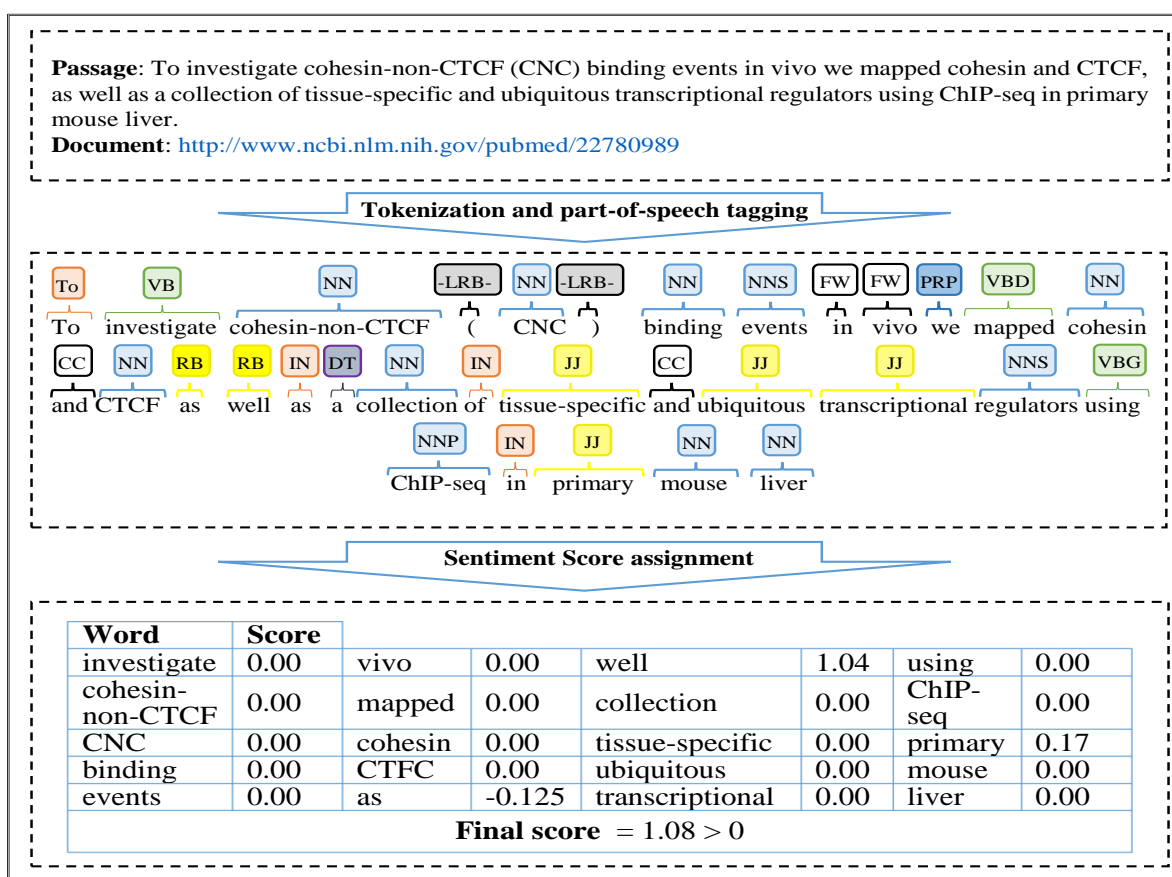 Passage: To investigate cohesin-non-CTCF (CNC) binding events in vivo we mapped cohesin and CTCF,
as well as a collection of tissue-specific and ubiquitous transcriptional regulators using ChIP-seq in primary
mouse liver.
Document: http://www.ncbi.nlm.nih.gov/pubmed/22780989
Tokenization and part-of-speech tagging
To VB NN -LRB- NN -LRB- NN NNS FW FW PRP VBD NN
To investigate cohesin-non-CTCF ( CNC ) binding events in vivo we mapped cohesin
CC NN RB RB IN DT NN IN JJ CC JJ JJ NNS VBG
and CTCF as well as a collection of tissue-specific and ubiquitous transcriptional regulators using
NNP IN JJ NN NN
ChIP-seq in primary mouse liver
Sentiment Score assignment
Word Score
investigate 0.00 vivo 0.00 well 1.04 using 0.00
cohesin-
non-CTCF 0.00 mapped 0.00 collection 0.00 ChIP-
seq 0.00
CNC 0.00 cohesin 0.00 tissue-specific 0.00 primary 0.17
binding 0.00 CTFC 0.00 ubiquitous 0.00 mouse 0.00
events 0.00 as -0.125 transcriptional 0.00 liver 0.00
Final score = 1.08 > 0